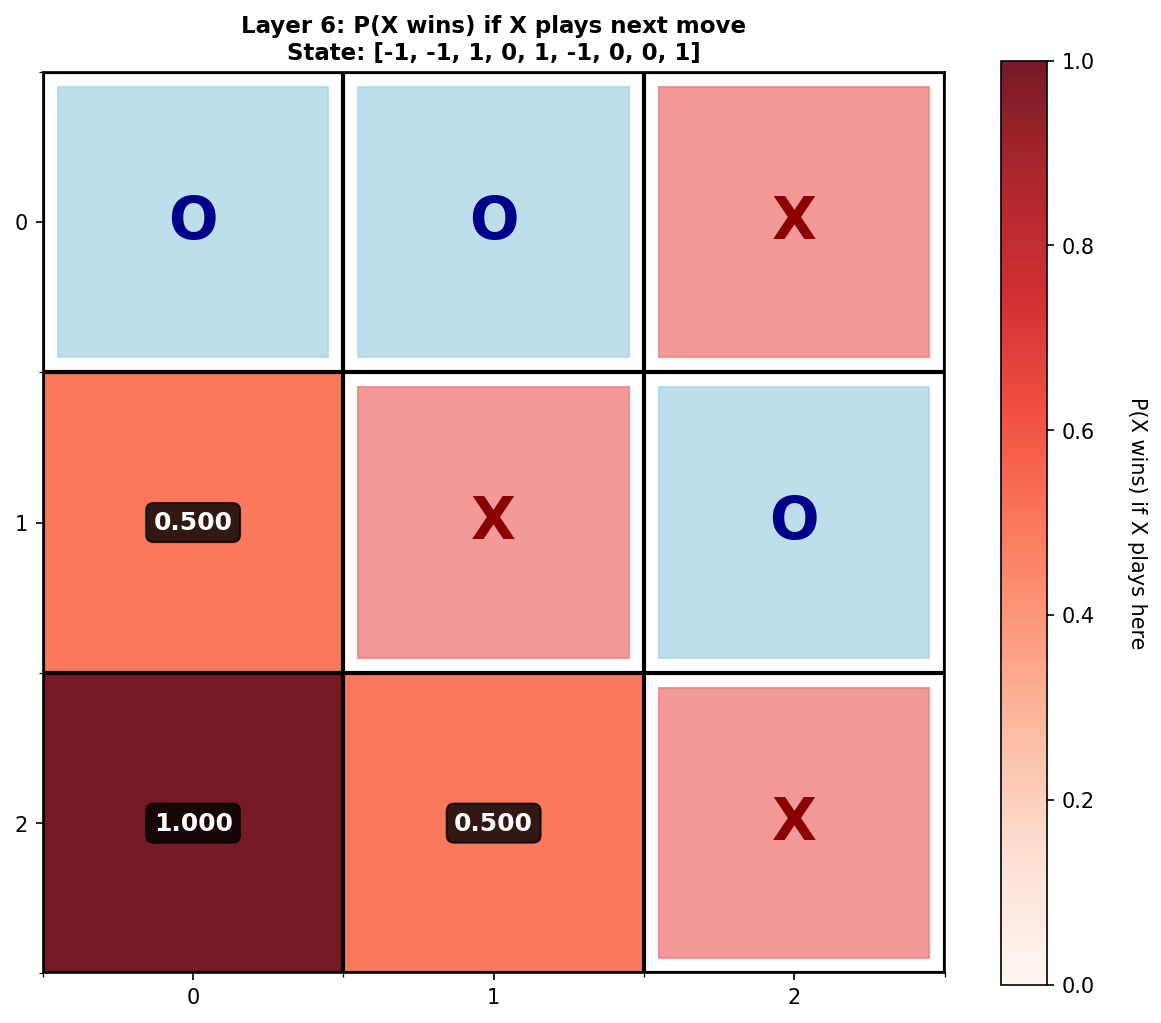 Layer 6: P(X wins) if X plays next move
State: [-1, -1, 1, 0, 1, -1, 0, 0, 1]
O
O
X
0
0.500
X
O
1
1.000
0.500
X
2
0
1
2
1.0
0.8
0.6
0.4
0.2
0.0
P(X wins) if X plays here